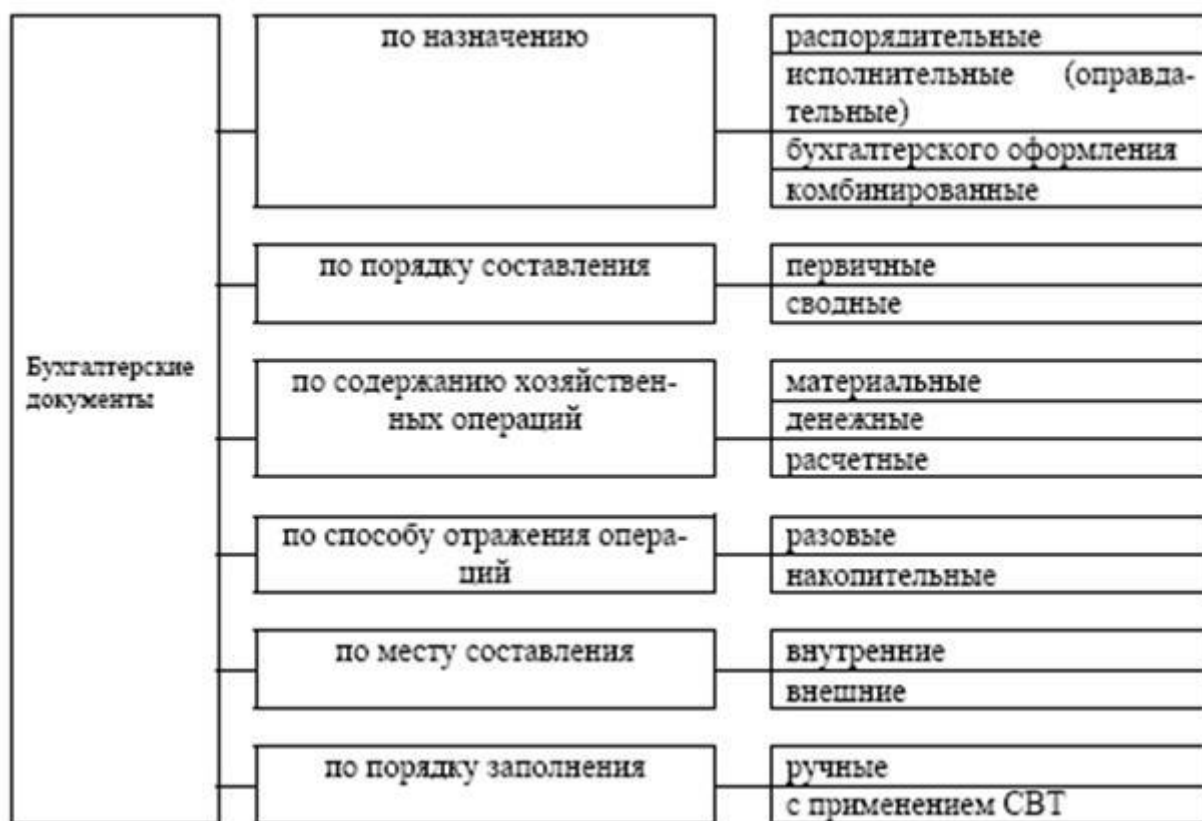 Бухгалтерские
документы
по назначению
распорядительные
исполнительные (оправда-
тельные)
бухгалтерского оформления
комбинированные
по порядку составления
первичные
сводные
по содержанию хозяйствен-
ных операций
материальные
денежные
расчетные
по способу отражения опера-
ций
разовые
накопительные
по месту составления
внутренние
внешние
по порядку заполнения
ручные
с применением СВТ